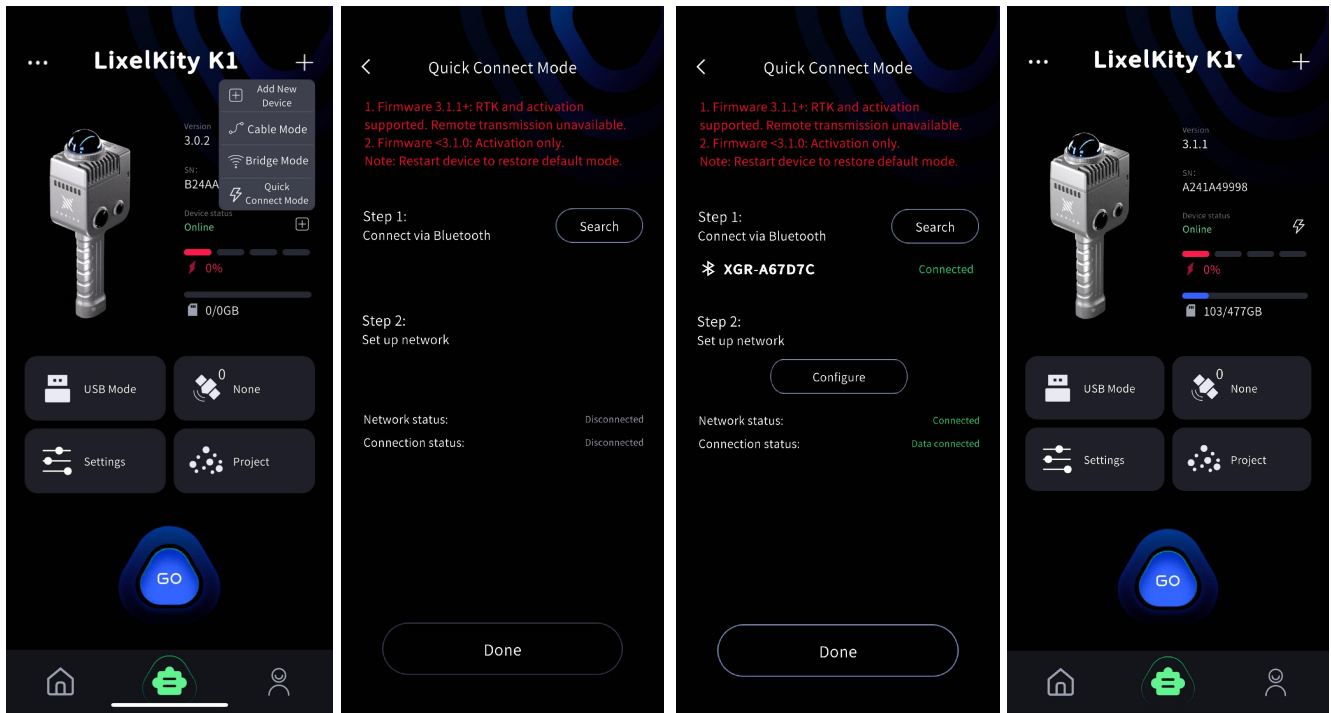 LixelKity K1
Add New
Device
Cable Mode
Bridge Mode
Quick
Connect Mode
Version
3.0.2
SN:
B24AA
Device status
Online
0%
0/0GB
USB Mode
0
None
Settings
Project
GO
Quick Connect Mode
1. Firmware 3.1.1+: RTK and activation
supported. Remote transmission unavailable.
2. Firmware <3.1.0: Activation only.
Note: Restart device to restore default mode.
Step 1:
Connect via Bluetooth
Search
Step 2:
Set up network
Network status:
Disconnected
Connection status:
Disconnected
Done
Quick Connect Mode
1. Firmware 3.1.1+: RTK and activation
supported. Remote transmission unavailable.
2. Firmware <3.1.0: Activation only.
Note: Restart device to restore default mode.
Step 1:
Connect via Bluetooth
Search
XGR-A67D7C
Connected
Step 2:
Set up network
Configure
Network status:
Connected
Connection status:
Data connected
Done
LixelKity K1
Version
3.1.1
SN:
A241A49998
Device status
Online
0%
103/477GB
USB Mode
0
None
Settings
Project
GO